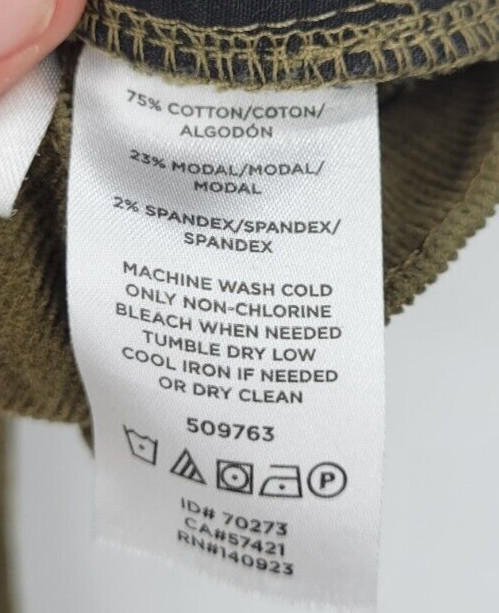 75% COTTON/COTON/
ALGODÓN
23% MODAL/MODAL/
MODAL
2% SPANDEX/SPANDEX/
SPANDEX
MACHINE WASH COLD
ONLY NON-CHLORINE
BLEACH WHEN NEEDED
TUMBLE DRY LOW
COOL IRON IF NEEDED
OR DRY CLEAN
509763
P
ID# 70273
CA#57421
RN#140923